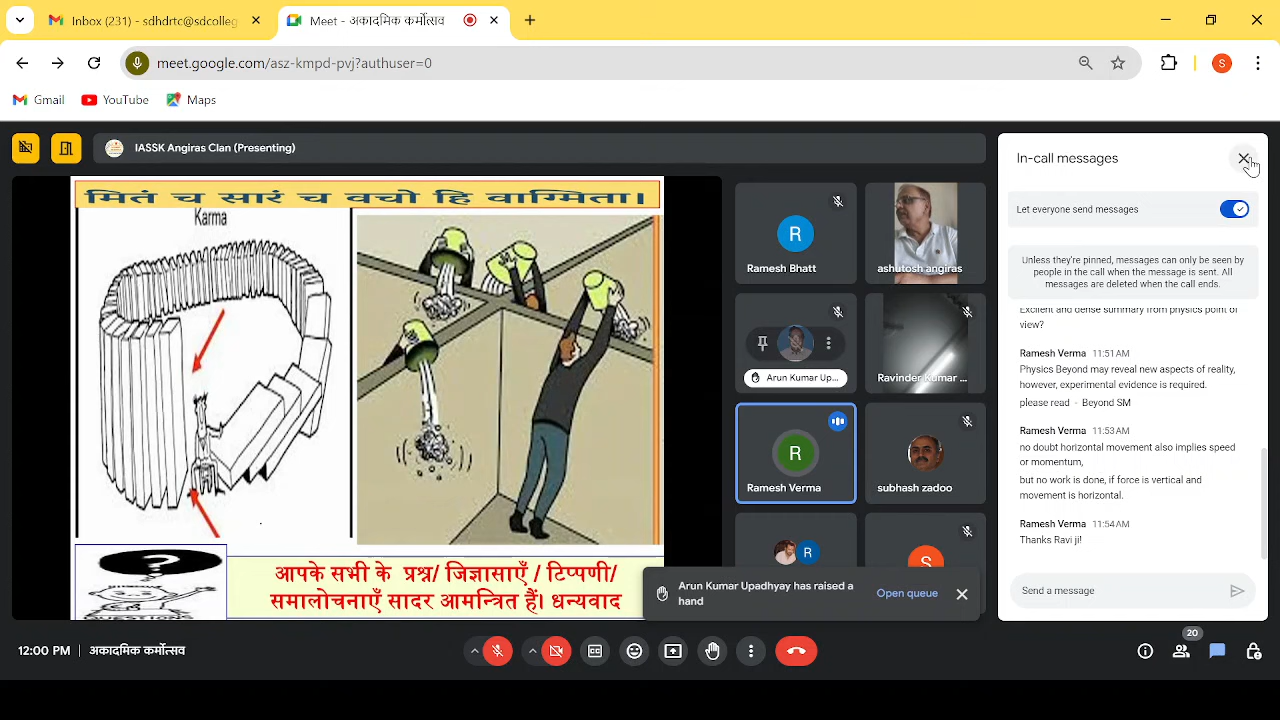 Inbox (231) - sdhdrtc@sdcolleg
Meet - अकादमिक कर्मोत्सव
meet.google.com/asz-kmpd-pvj?authuser=0
S
Gmail
YouTube
Maps
IASSK Angiras Clan (Presenting)
मितं च सारं च वचो हि वाग्मिता।
Karma
?
QUESTIONS
आपके सभी के प्रश्न/ जिज्ञासाएँ / टिप्पणी/
समालोचनाएँ सादर आमन्त्रित हैं। धन्यवाद
R
Ramesh Bhatt
ashutosh angiras
Arun Kumar Up...
Ravinder Kumar ...
R
Ramesh Verma
subhash zadoo
R
S
Arun Kumar Upadhyay has raised a
hand
Open queue
In-call messages
Let everyone send messages
Unless they're pinned, messages can only be seen by
people in the call when the message is sent. All
messages are deleted when the call ends.
Excellent and dense summary from physics point of
view?
Ramesh Verma 11:51 AM
Physics Beyond may reveal new aspects of reality,
however, experimental evidence is required.
please read - Beyond SM
Ramesh Verma 11:53 AM
no doubt horizontal movement also implies speed
or momentum,
but no work is done, if force is vertical and
movement is horizontal.
Ramesh Verma 11:54 AM
Thanks Ravi ji!
Send a message
12:00 PM | अकादमिक कर्मोत्सव
20